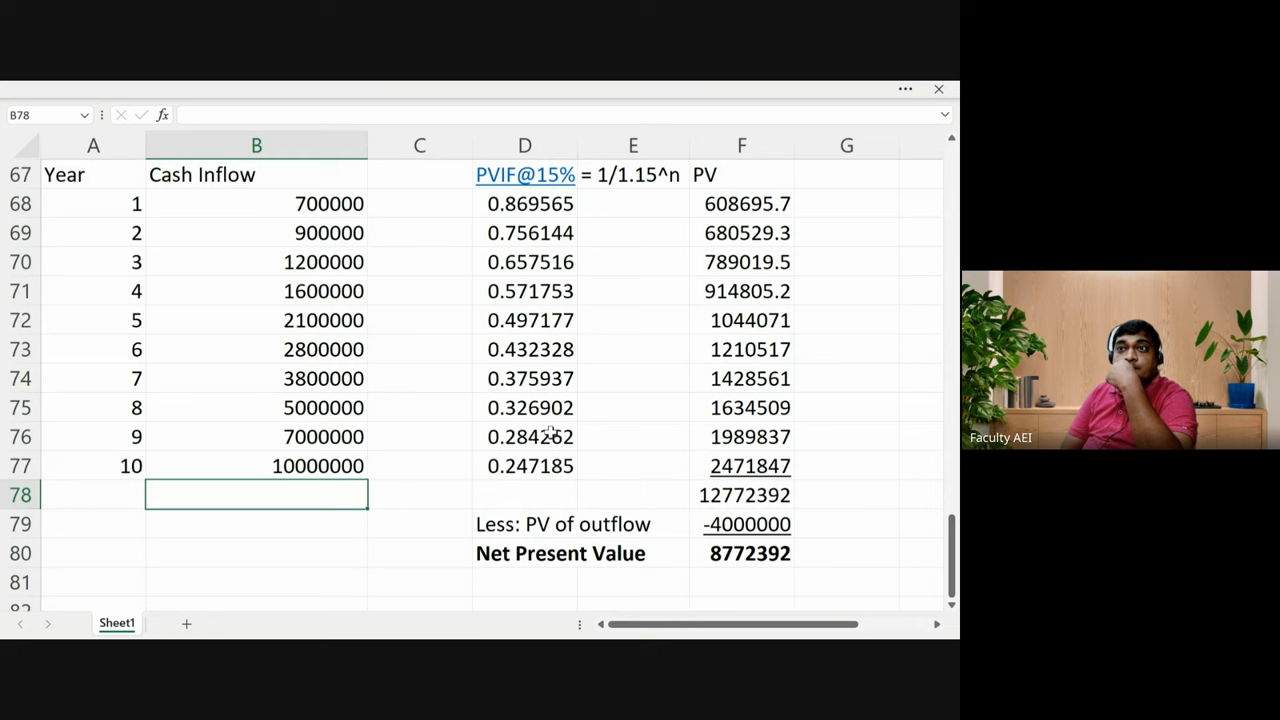 B78
fx
A B C D E F G
67 Year Cash Inflow PVIF@15% = 1/1.15^n PV
68 1 700000 0.869565 608695.7
69 2 900000 0.756144 680529.3
70 3 1200000 0.657516 789019.5
71 4 1600000 0.571753 914805.2
72 5 2100000 0.497177 1044071
73 6 2800000 0.432328 1210517
74 7 3800000 0.375937 1428561
75 8 5000000 0.326902 1634509
76 9 7000000 0.284262 1989837
77 10 10000000 0.247185 2471847
78 12772392
79 Less: PV of outflow -4000000
80 Net Present Value 8772392
81
82
Sheet1
Faculty AEI